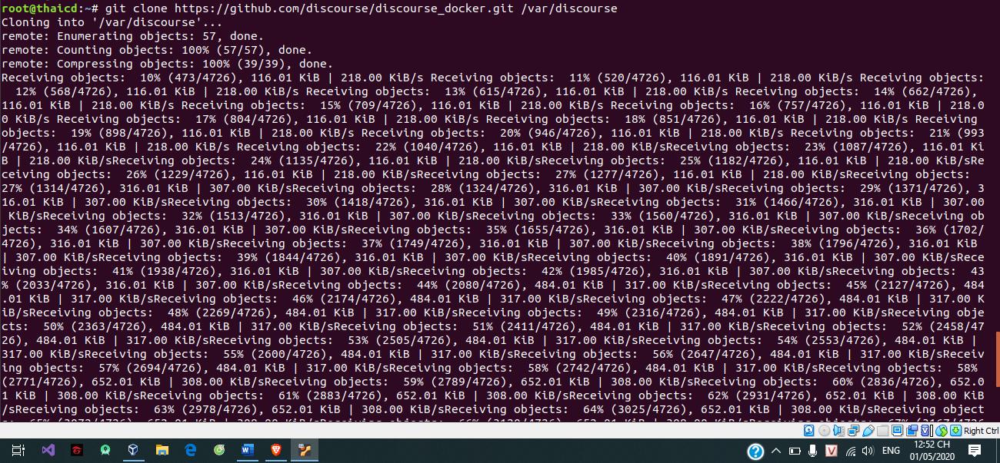 root@thaicd:~# git clone https://github.com/discourse/discourse_docker.git /var/discourse
Cloning into '/var/discourse'...
remote: Enumerating objects: 57, done.
remote: Counting objects: 100% (57/57), done.
remote: Compressing objects: 100% (39/39), done.
Receiving objects:  10% (473/4726), 116.01 KiB | 218.00 KiB/s Receiving objects:  11% (520/4726), 116.01 KiB | 218.00 KiB/s Receiving objects:
  12% (568/4726), 116.01 KiB | 218.00 KiB/s Receiving objects:  13% (615/4726), 116.01 KiB | 218.00 KiB/s Receiving objects:  14% (662/4726),
116.01 KiB | 218.00 KiB/s Receiving objects:  15% (709/4726), 116.01 KiB | 218.00 KiB/s Receiving objects:  16% (757/4726), 116.01 KiB | 218.0
0 KiB/s Receiving objects:  17% (804/4726), 116.01 KiB | 218.00 KiB/s Receiving objects:  18% (851/4726), 116.01 KiB | 218.00 KiB/s Receiving
objects:  19% (898/4726), 116.01 KiB | 218.00 KiB/s Receiving objects:  20% (946/4726), 116.01 KiB | 218.00 KiB/s Receiving objects:  21% (993
/4726), 116.01 KiB | 218.00 KiB/s Receiving objects:  22% (1040/4726), 116.01 KiB | 218.00 KiB/sReceiving objects:  23% (1087/4726), 116.01 Ki
B | 218.00 KiB/sReceiving objects:  24% (1135/4726), 116.01 KiB | 218.00 KiB/sReceiving objects:  25% (1182/4726), 116.01 KiB | 218.00 KiB/sRe
ceiving objects:  26% (1229/4726), 116.01 KiB | 218.00 KiB/sReceiving objects:  27% (1277/4726), 116.01 KiB | 218.00 KiB/sReceiving objects:
27% (1314/4726), 316.01 KiB | 307.00 KiB/sReceiving objects:  28% (1324/4726), 316.01 KiB | 307.00 KiB/sReceiving objects:  29% (1371/4726), 3
16.01 KiB | 307.00 KiB/sReceiving objects:  30% (1418/4726), 316.01 KiB | 307.00 KiB/sReceiving objects:  31% (1466/4726), 316.01 KiB | 307.00
 KiB/sReceiving objects:  32% (1513/4726), 316.01 KiB | 307.00 KiB/sReceiving objects:  33% (1560/4726), 316.01 KiB | 307.00 KiB/sReceiving ob
jects:  34% (1607/4726), 316.01 KiB | 307.00 KiB/sReceiving objects:  35% (1655/4726), 316.01 KiB | 307.00 KiB/sReceiving objects:  36% (1702/
4726), 316.01 KiB | 307.00 KiB/sReceiving objects:  37% (1749/4726), 316.01 KiB | 307.00 KiB/sReceiving objects:  38% (1796/4726), 316.01 KiB
| 307.00 KiB/sReceiving objects:  39% (1844/4726), 316.01 KiB | 307.00 KiB/sReceiving objects:  40% (1891/4726), 316.01 KiB | 307.00 KiB/sRece
iving objects:  41% (1938/4726), 316.01 KiB | 307.00 KiB/sReceiving objects:  42% (1985/4726), 316.01 KiB | 307.00 KiB/sReceiving objects:  43
% (2033/4726), 316.01 KiB | 307.00 KiB/sReceiving objects:  44% (2080/4726), 484.01 KiB | 317.00 KiB/sReceiving objects:  45% (2127/4726), 484
.01 KiB | 317.00 KiB/sReceiving objects:  46% (2174/4726), 484.01 KiB | 317.00 KiB/sReceiving objects:  47% (2222/4726), 484.01 KiB | 317.00 K
iB/sReceiving objects:  48% (2269/4726), 484.01 KiB | 317.00 KiB/sReceiving objects:  49% (2316/4726), 484.01 KiB | 317.00 KiB/sReceiving obje
cts:  50% (2363/4726), 484.01 KiB | 317.00 KiB/sReceiving objects:  51% (2411/4726), 484.01 KiB | 317.00 KiB/sReceiving objects:  52% (2458/47
26), 484.01 KiB | 317.00 KiB/sReceiving objects:  53% (2505/4726), 484.01 KiB | 317.00 KiB/sReceiving objects:  54% (2553/4726), 484.01 KiB |
317.00 KiB/sReceiving objects:  55% (2600/4726), 484.01 KiB | 317.00 KiB/sReceiving objects:  56% (2647/4726), 484.01 KiB | 317.00 KiB/sReceiv
ing objects:  57% (2694/4726), 484.01 KiB | 317.00 KiB/sReceiving objects:  58% (2742/4726), 484.01 KiB | 317.00 KiB/sReceiving objects:  58%
(2771/4726), 652.01 KiB | 308.00 KiB/sReceiving objects:  59% (2789/4726), 652.01 KiB | 308.00 KiB/sReceiving objects:  60% (2836/4726), 652.0
1 KiB | 308.00 KiB/sReceiving objects:  61% (2883/4726), 652.01 KiB | 308.00 KiB/sReceiving objects:  62% (2931/4726), 652.01 KiB | 308.00 KiB
/sReceiving objects:  63% (2978/4726), 652.01 KiB | 308.00 KiB/sReceiving objects:  64% (3025/4726), 652.01 KiB | 308.00 KiB/sReceiving object
Right Ctrl
ENG
12:52 CH
01/05/2020